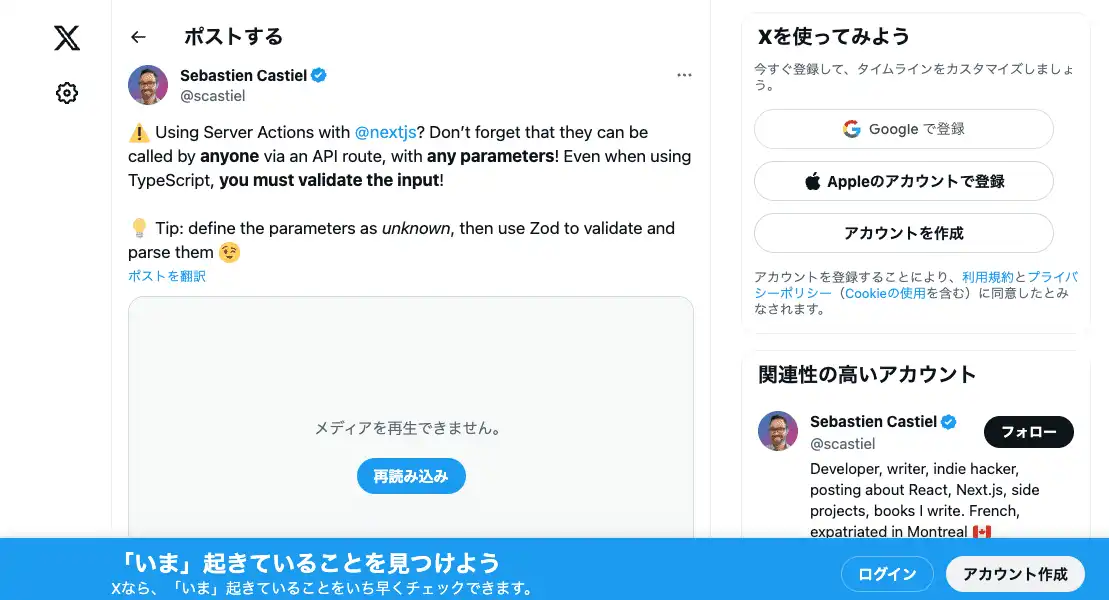 ポストする
Sebastien Castiel
@scastiel
⚠️ Using Server Actions with @nextjs? Don’t forget that they can be
called by anyone via an API route, with any parameters! Even when using
TypeScript, you must validate the input!
💡 Tip: define the parameters as unknown, then use Zod to validate and
parse them 😉
ポストを翻訳
メディアを再生できません。
再読み込み
Xを使ってみよう
今すぐ登録して、タイムラインをカスタマイズしましょ
う。
Google で登録
Appleのアカウントで登録
アカウントを作成
アカウントを登録することにより、利用規約とプライバ
シーポリシー（Cookieの使用を含む）に同意したとみ
なされます。
関連性の高いアカウント
Sebastien Castiel
@scastiel
フォロー
Developer, writer, indie hacker,
posting about React, Next.js, side
projects, books I write. French,
expatriated in Montreal 🇨🇦
「いま」起きていることを見つけよう
Xなら、「いま」起きていることをいち早くチェックできます。
ログイン
アカウント作成